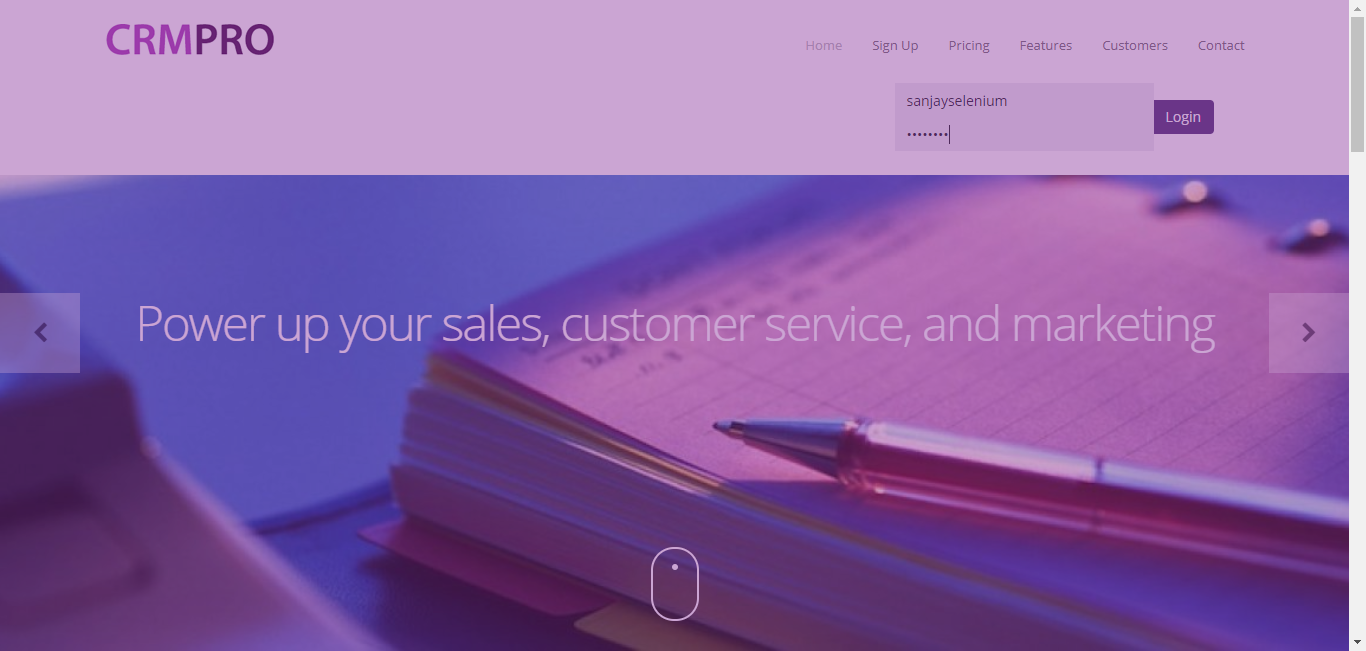 CRMPRO
Home Sign Up Pricing Features Customers Contact
sanjayselenium
••••••••
Login
Power up your sales, customer service, and marketing